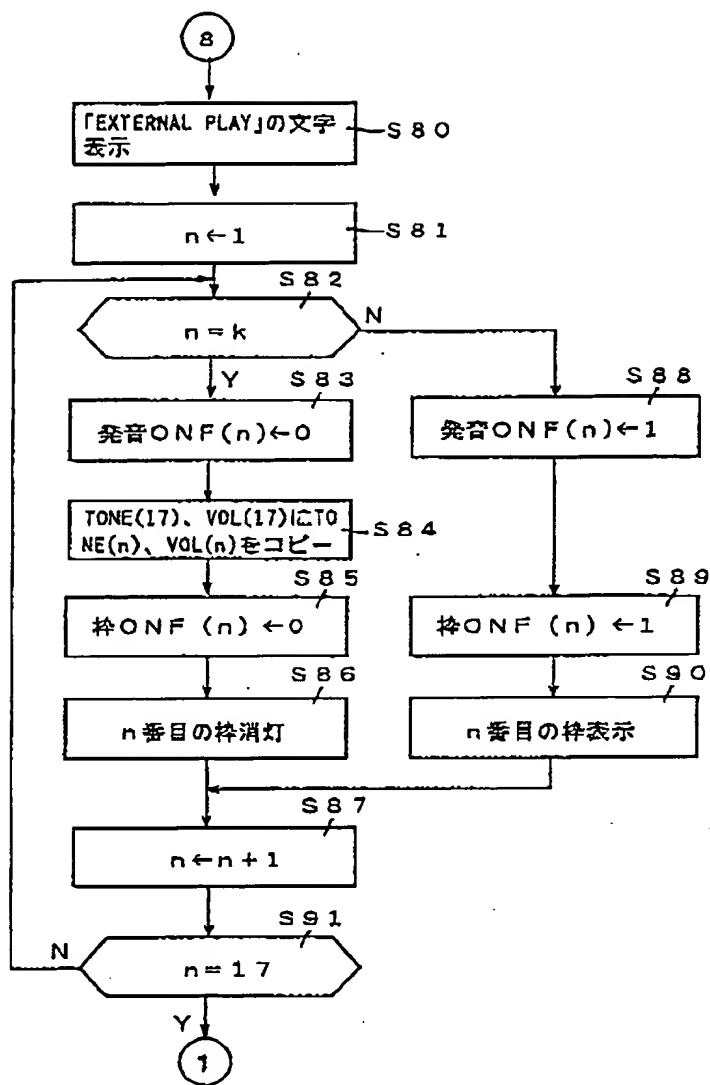 8
「EXTERNAL PLAY」の文字
表示
S80
n←1
S81
S82
n=k
N
Y
S83
発音ONF(n)←0
S88
発音ONF(n)←1
TONE(17)、VOL(17)にTO
NE(n)、VOL(n)をコピー
S84
S85
枠ONF(n)←0
S89
枠ONF(n)←1
S86
n番目の枠消灯
S90
n番目の枠表示
S87
n←n+1
S91
n=17
N
Y
1